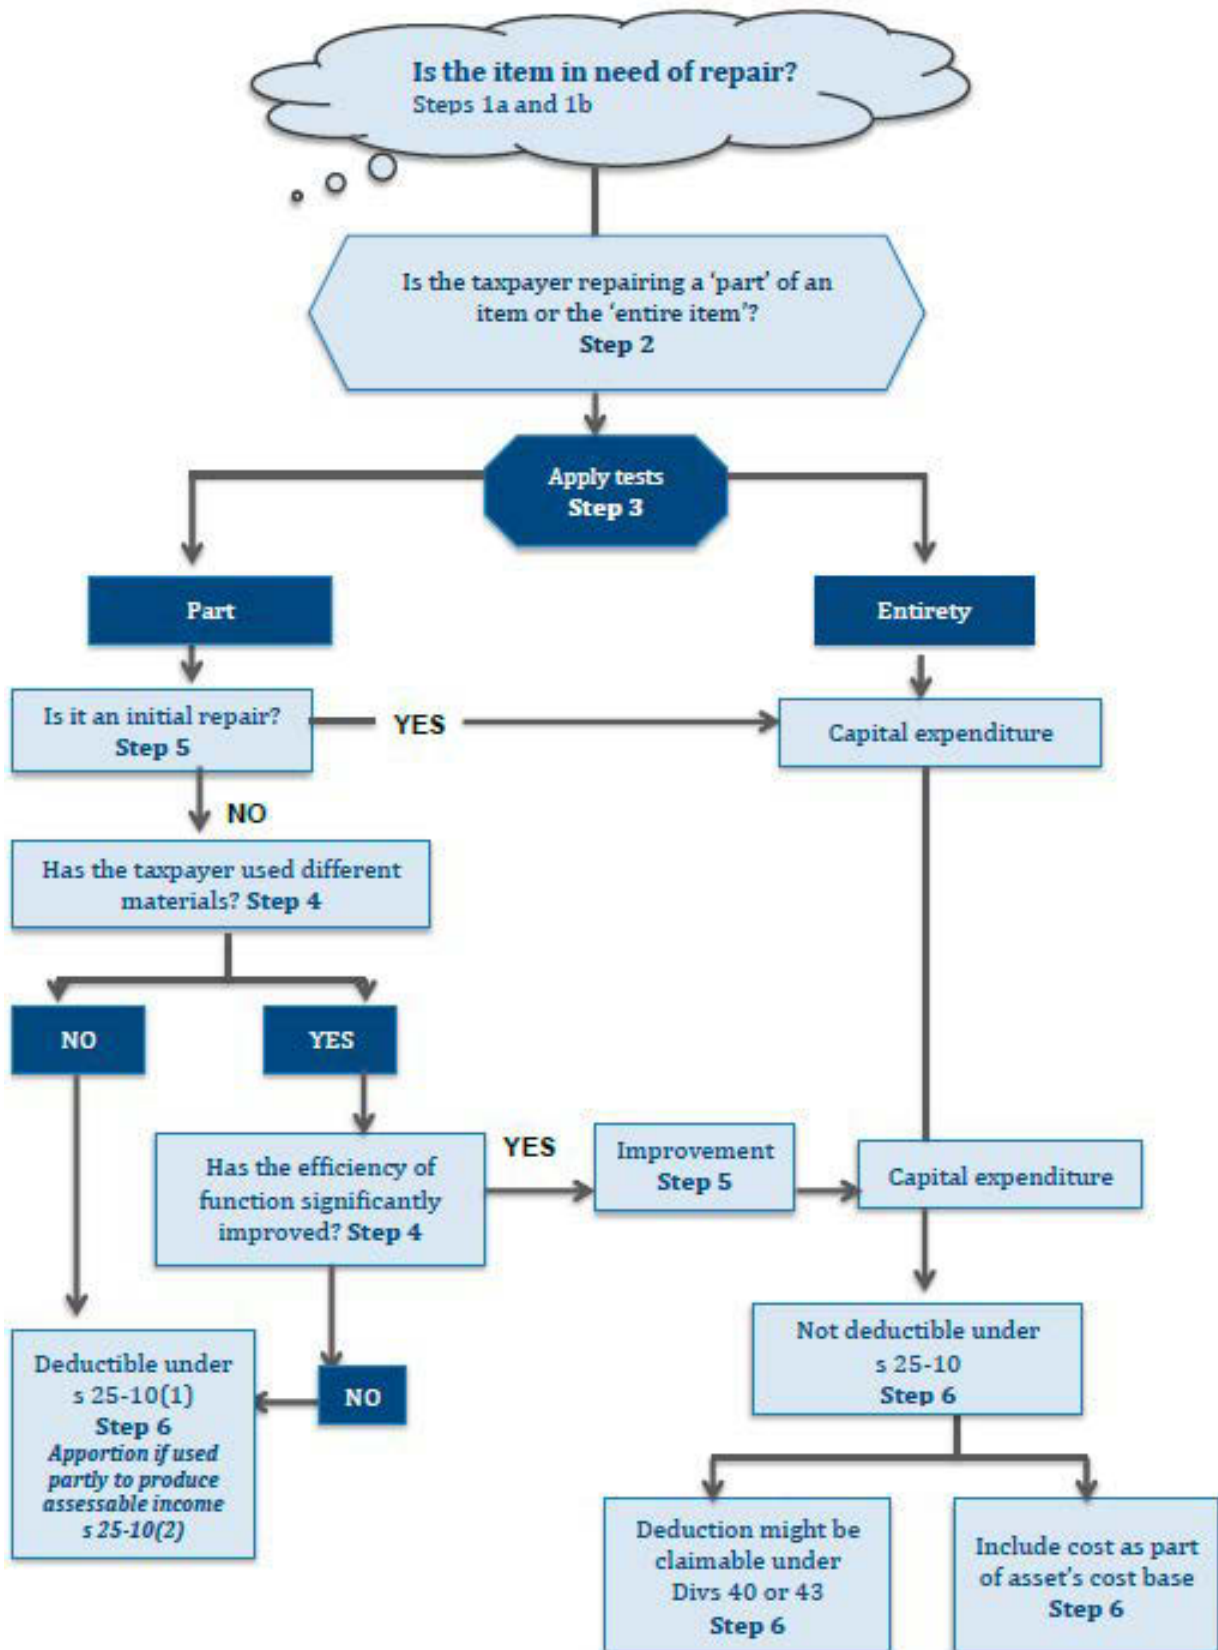 Is the item in need of repair?
Steps 1a and 1b
Is the taxpayer repairing a ‘part’ of an
item or the ‘entire item’?
Step 2
Apply tests
Step 3
Part
Entirety
Is it an initial repair?
Step 5
YES
Capital expenditure
NO
Has the taxpayer used different
materials? Step 4
NO
YES
Has the efficiency of
function significantly
improved? Step 4
YES
Improvement
Step 5
Capital expenditure
Not deductible under
s 25-10
Step 6
NO
Deductible under
s 25-10(1)
Step 6
Apportion if used
partly to produce
assessable income
s 25-10(2)
Deduction might be
claimable under
Divs 40 or 43
Step 6
Include cost as part
of asset’s cost base
Step 6